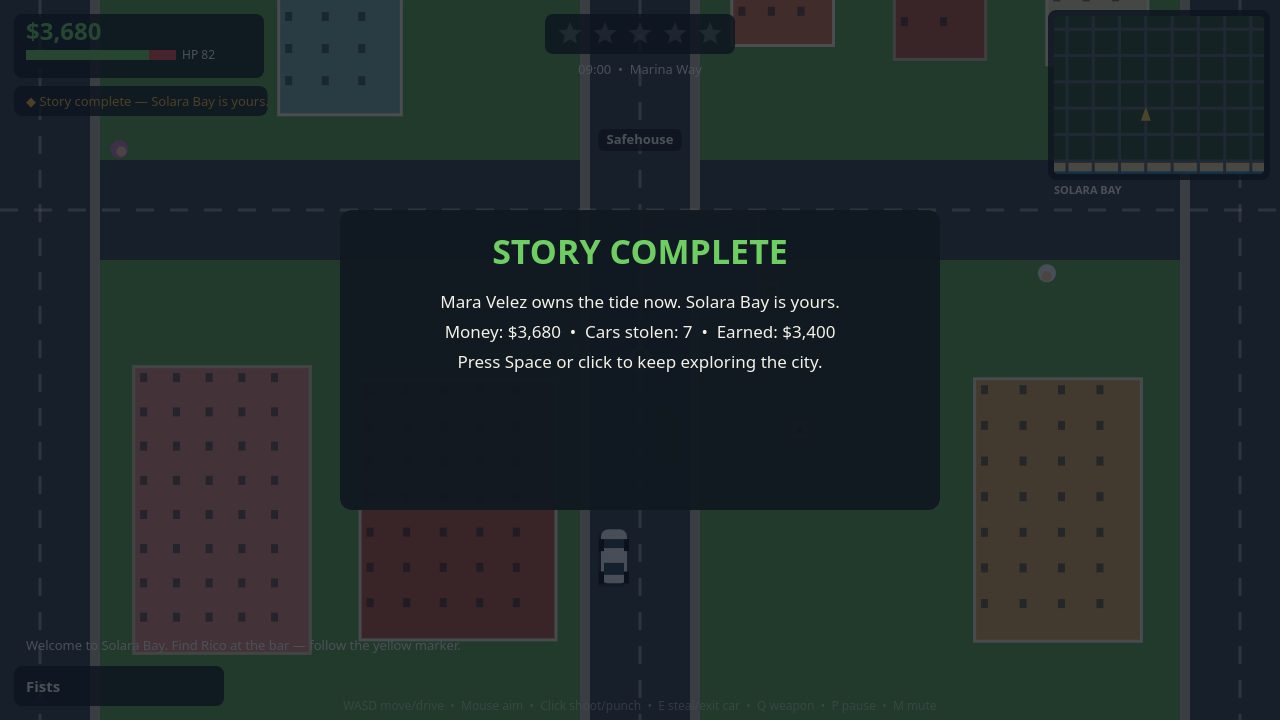 $3,680
HP 82
◆ Story complete — Solara Bay is yours.
09:00 • Marina Way
Safehouse
SOLARA BAY
STORY COMPLETE
Mara Velez owns the tide now. Solara Bay is yours.
Money: $3,680 • Cars stolen: 7 • Earned: $3,400
Press Space or click to keep exploring the city.
Welcome to Solara Bay. Find Rico at the bar — follow the yellow marker.
Fists
WASD move/drive • Mouse aim • Click shoot/punch • E steal/exit car • Q weapon • P pause • M mute